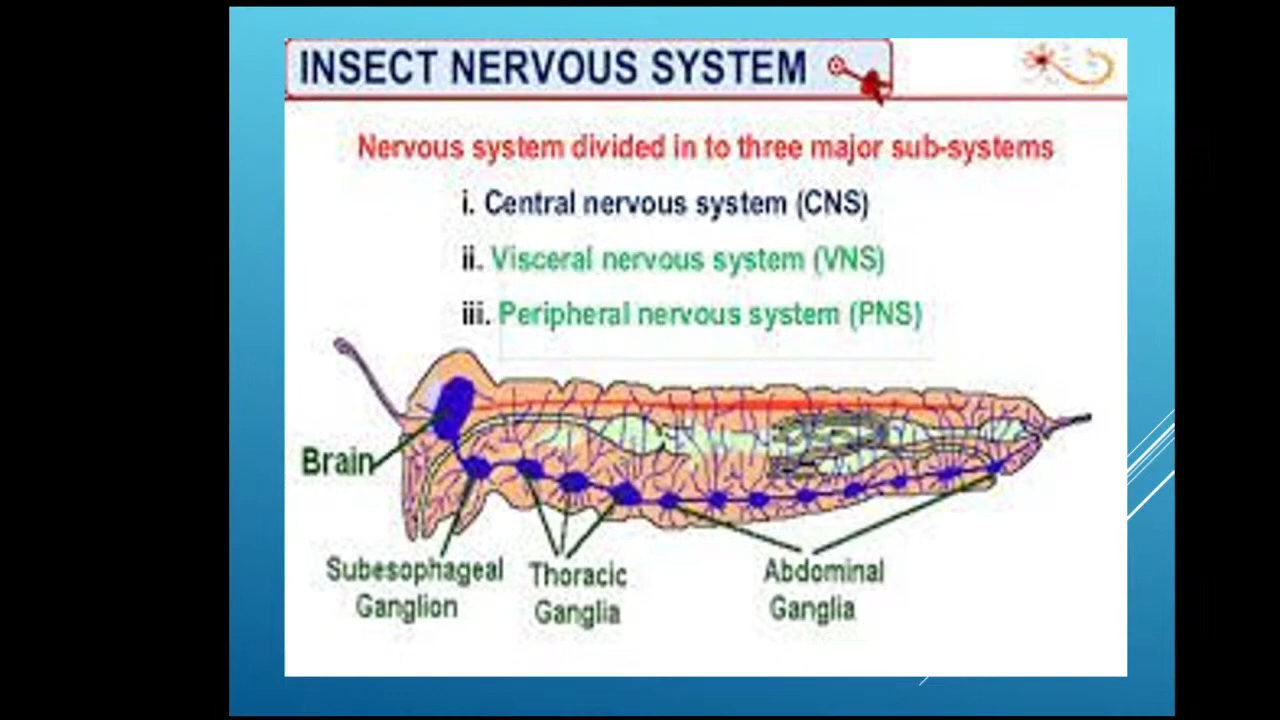 INSECT NERVOUS SYSTEM
Nervous system divided in to three major sub-systems
i. Central nervous system (CNS)
ii. Visceral nervous system (VNS)
iii. Peripheral nervous system (PNS)
Brain
Subesophageal
Ganglion
Thoracic
Ganglia
Abdominal
Ganglia